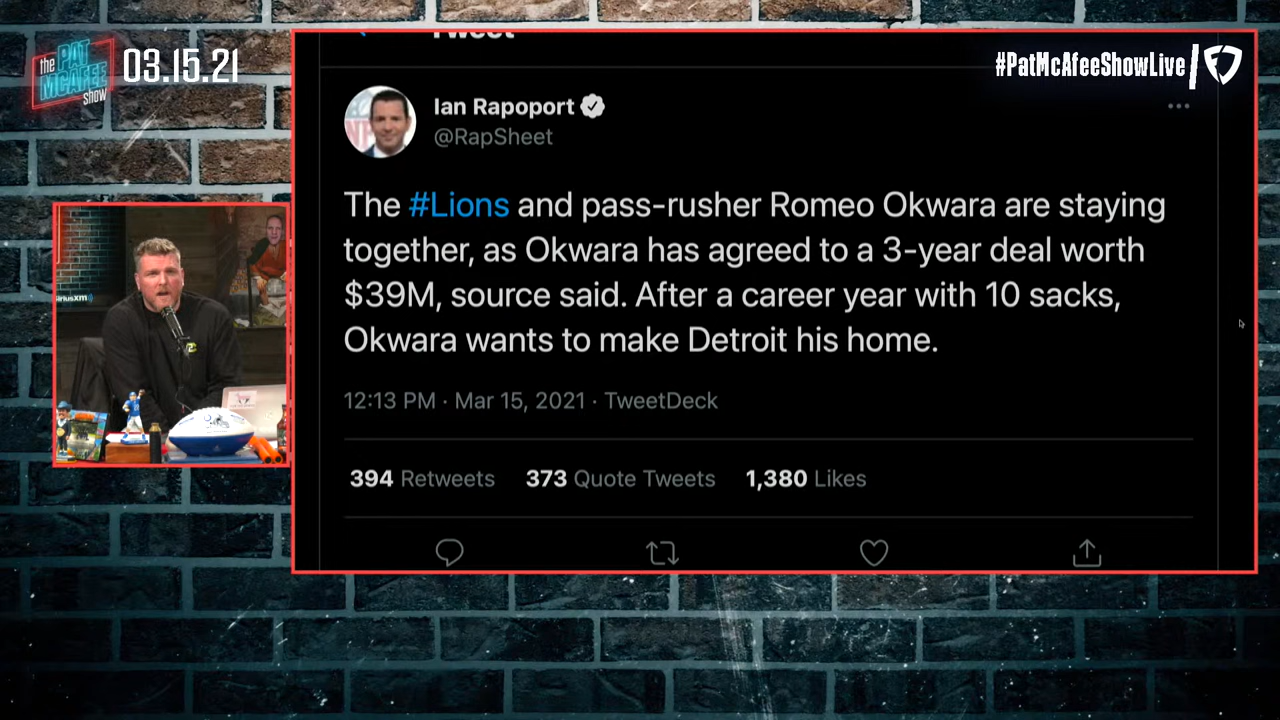 the PAT
MCAFEE
show
03.15.21
#PatMcAfeeShowLive
Tweet
Ian Rapoport
@RapSheet
The #Lions and pass-rusher Romeo Okwara are staying
together, as Okwara has agreed to a 3-year deal worth
$39M, source said. After a career year with 10 sacks,
Okwara wants to make Detroit his home.
12:13 PM · Mar 15, 2021 · TweetDeck
394 Retweets 373 Quote Tweets 1,380 Likes
siriusxm